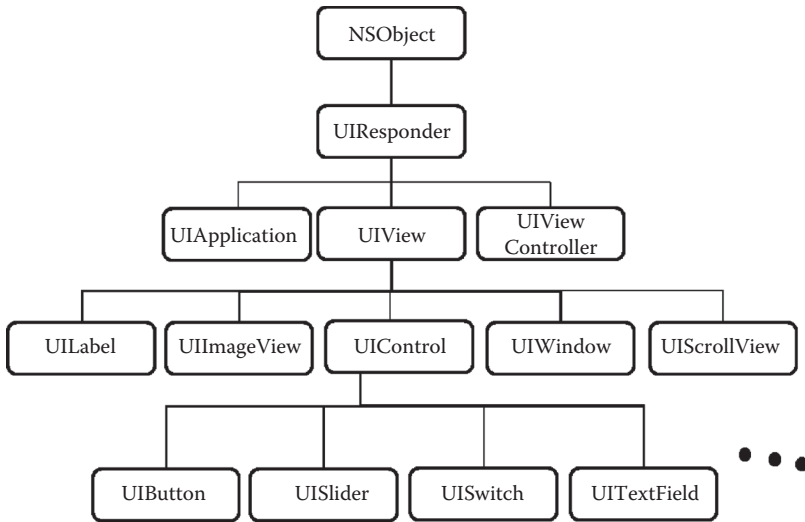 NSObject
UIResponder
UIApplication
UIView
UIView
Controller
UILabel
UIImageView
UIControl
UIWindow
UIScrollView
UIButton
UISlider
UISwitch
UITextField